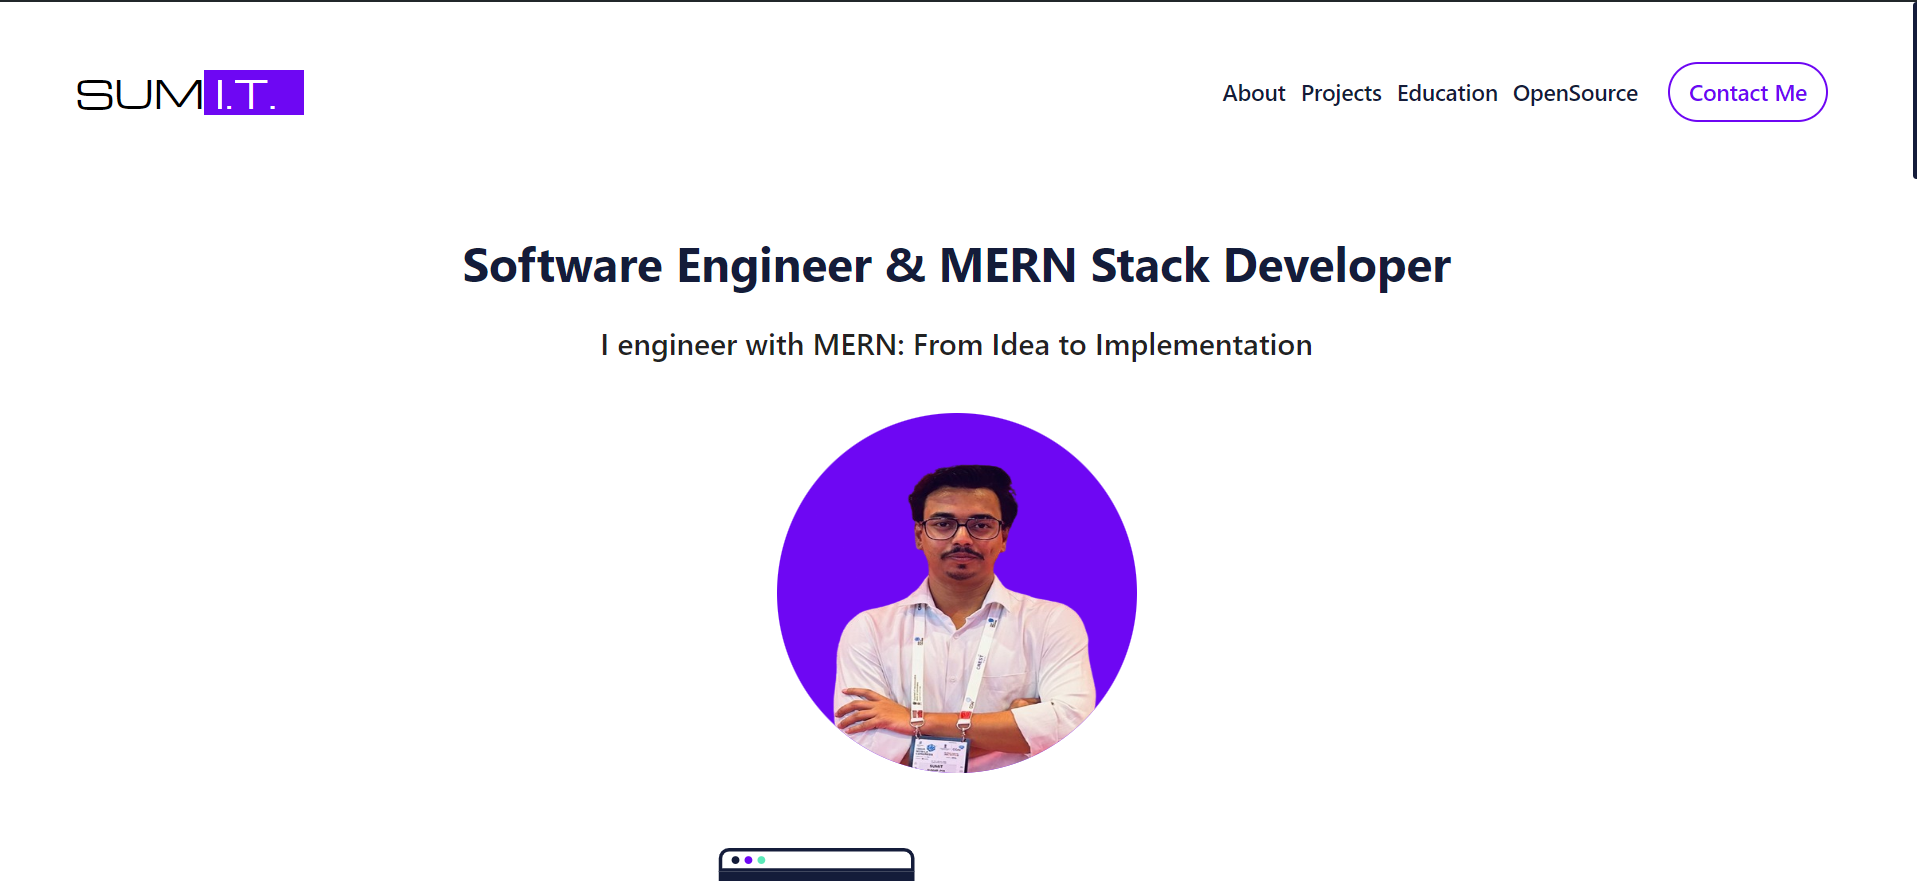 SUMI.T.
About Projects Education OpenSource Contact Me
Software Engineer & MERN Stack Developer
I engineer with MERN: From Idea to Implementation
SUMIT